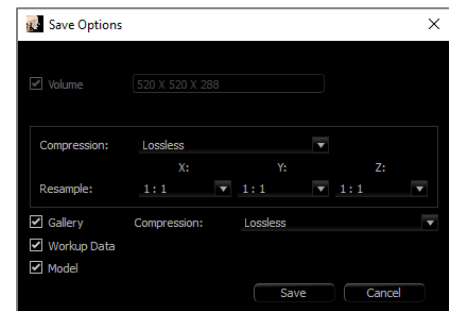 Save Options
Volume 520 X 520 X 288
Compression: Lossless
X: Y: Z:
Resample: 1 : 1 1 : 1 1 : 1
Gallery Compression: Lossless
Workup Data
Model
Save Cancel